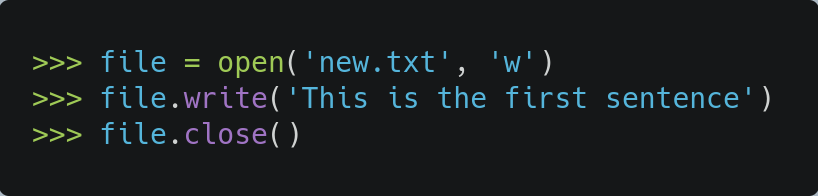 >>> file = open('new.txt', 'w')
>>> file.write('This is the first sentence')
>>> file.close()